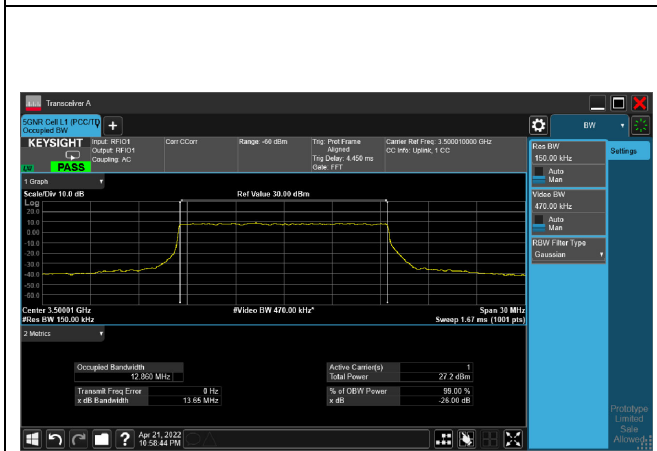 Transceiver A
5GNR Cell L1 (PCC/TD
Occupied BW
+
BW
KEYSIGHT
LXI
PASS
Input: RFIO1
Output: RFIO1
Coupling: AC
Corr CCorr
Range: -60 dBm
Trig: Prot Frame
Aligned
Trig Delay: 4.450 ms
Gate: FFT
Carrier Ref Freq: 3.500010000 GHz
CC Info: Uplink, 1 CC
Res BW
150.00 kHz
Auto
Man
Video BW
470.00 kHz
Auto
Man
RBW Filter Type
Gaussian
Settings
1 Graph
Scale/Div 10.0 dB
Ref Value 30.00 dBm
Log
20.0
10.0
0.00
-10.0
-20.0
-30.0
-40.0
-50.0
-60.0
Center 3.50001 GHz
#Video BW 470.00 kHz*
Span 30 MHz
#Res BW 150.00 kHz
Sweep 1.67 ms (1001 pts)
2 Metrics
Occupied Bandwidth
12.860 MHz
Active Carrier(s) 1
Total Power 27.2 dBm
Transmit Freq Error 0 Hz
x dB Bandwidth 13.65 MHz
% of OBW Power 99.00 %
x dB -26.00 dB
Prototype
Limited
Sale
Allowed
?
Apr 21, 2022
10:58:44 PM